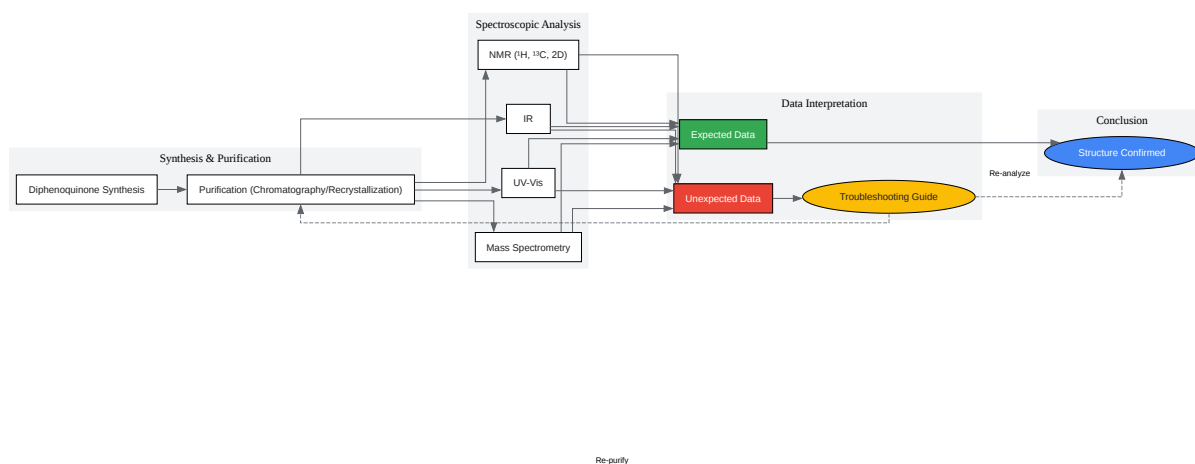 Spectroscopic Analysis
NMR (¹H, ¹³C, 2D)
IR
UV-Vis
Mass Spectrometry
Synthesis & Purification
Diphenoquinone Synthesis
Purification (Chromatography/Recrystallization)
Data Interpretation
Expected Data
Unexpected Data
Troubleshooting Guide
Conclusion
Structure Confirmed
Re-analyze
Re-purify